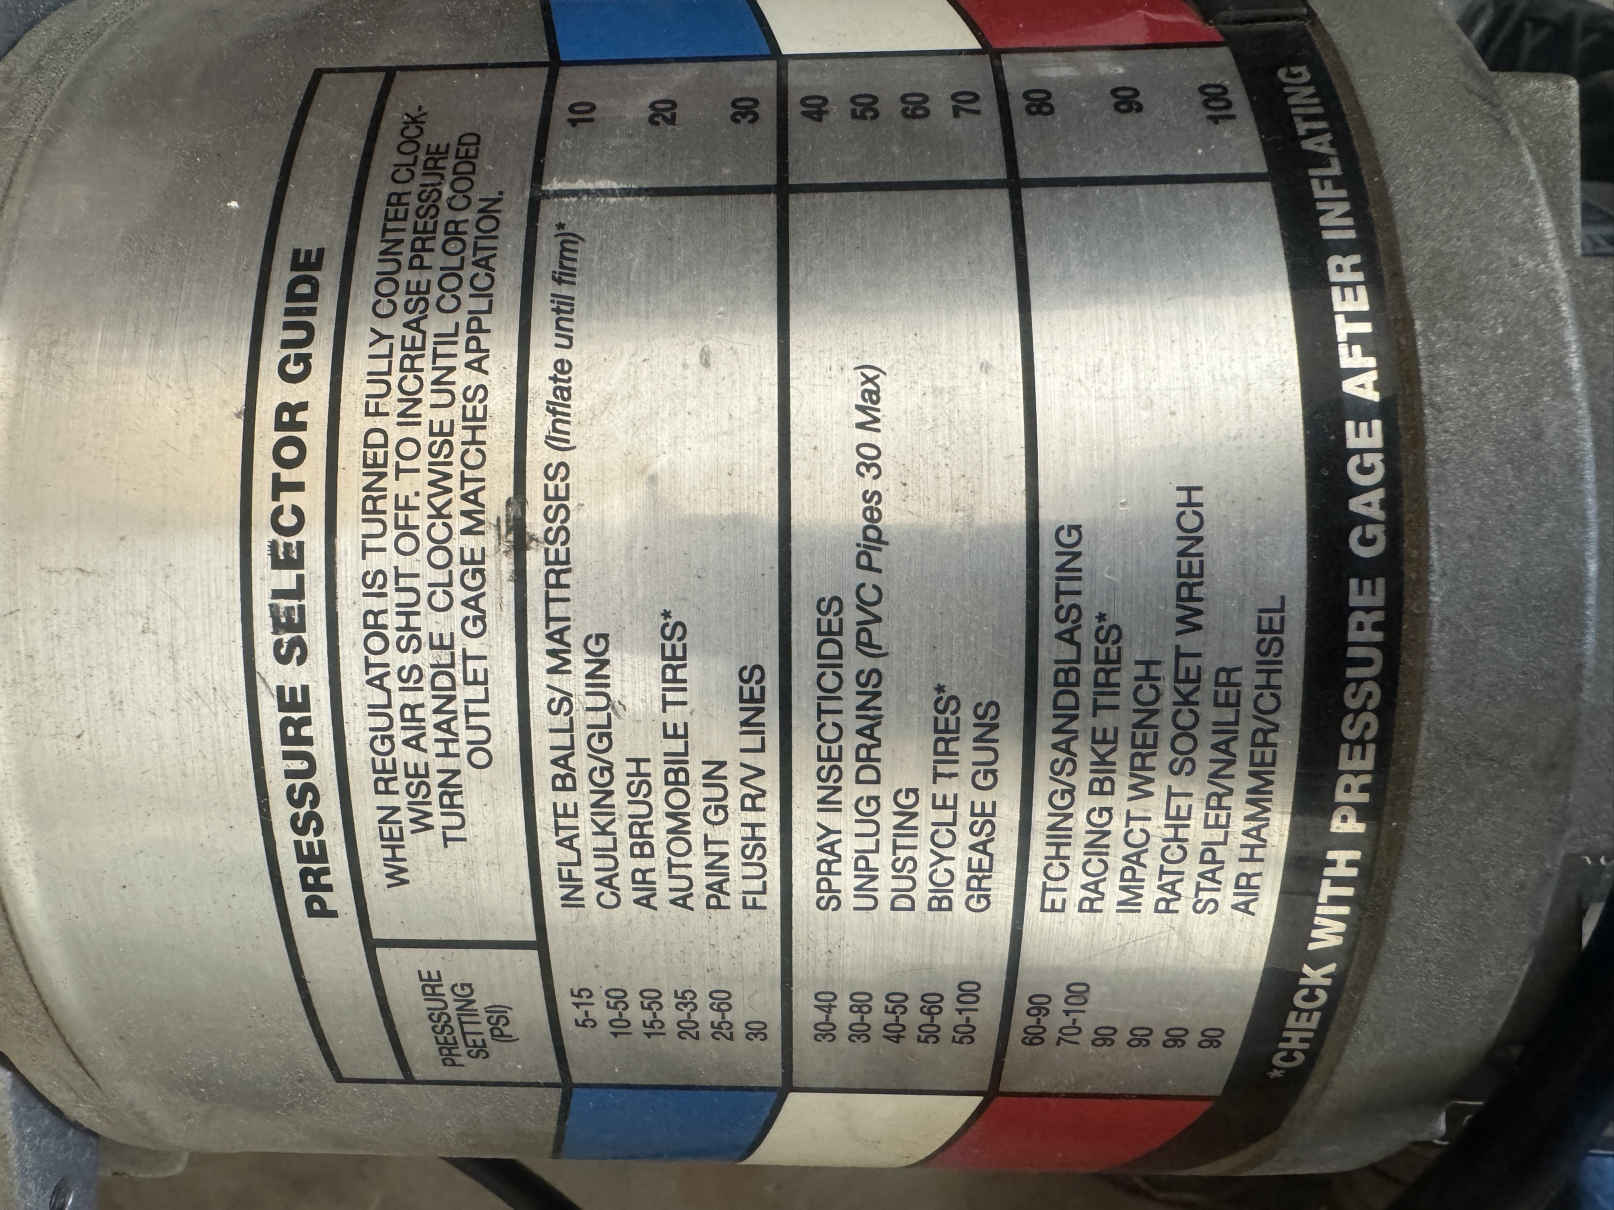 PRESSURE SELECTOR GUIDE
PRESSURE
SETTING
(PSI)
WHEN REGULATOR IS TURNED FULLY COUNTER CLOCK-
WISE AIR IS SHUT OFF. TO INCREASE PRESSURE
TURN HANDLE CLOCKWISE UNTIL COLOR CODED
OUTLET GAGE MATCHES APPLICATION.
5-15 INFLATE BALLS/ MATTRESSES (Inflate until firm)* 10
10-50 CAULKING/GLUING
15-50 AIR BRUSH
20-35 AUTOMOBILE TIRES* 20
25-60 PAINT GUN
30 FLUSH R/V LINES 30
30-40 SPRAY INSECTICIDES 40
30-80 UNPLUG DRAINS (PVC Pipes 30 Max) 50
40-50 DUSTING
50-60 BICYCLE TIRES* 60
50-100 GREASE GUNS 70
60-90 ETCHING/SANDBLASTING 80
70-100 RACING BIKE TIRES*
90 IMPACT WRENCH 90
90 RATCHET SOCKET WRENCH
90 STAPLER/NAILER
90 AIR HAMMER/CHISEL 100
*CHECK WITH PRESSURE GAGE AFTER INFLATING